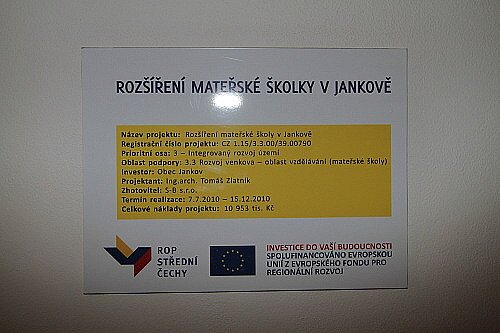 ROZŠÍŘENÍ MATEŘSKÉ ŠKOLKY V JANKOVĚ
Název projektu: Rozšíření mateřské školy v Jankově
Registrační číslo projektu: CZ 1.15/3.3.00/39.00790
Prioritní osa: 3 – Integrovaný rozvoj území
Oblast podpory: 3.3 Rozvoj venkova – oblast vzdělávání (mateřské školy)
Investor: Obec Jankov
Projektant: Ing.arch. Tomáš Zlatník
Zhotovitel: S-B s.r.o.
Termín realizace: 7.7.2010 – 15.12.2010
Celkové náklady projektu: 10 953 tis. Kč
ROP
STŘEDNÍ
ČECHY
INVESTICE DO VAŠÍ BUDOUCNOSTI
SPOLUFINANCOVÁNO EVROPSKOU
UNIÍ Z EVROPSKÉHO FONDU PRO
REGIONÁLNÍ ROZVOJ